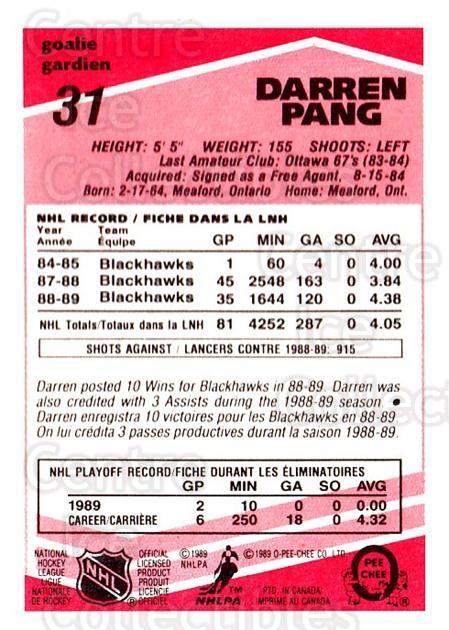 goalie
gardien
31
DARREN
PANG
HEIGHT: 5' 5" WEIGHT: 155 SHOOTS: LEFT
Last Amateur Club: Ottawa 67's (83-84)
Acquired: Signed as a Free Agent, 8-15-84
Born: 2-17-64, Meaford, Ontario Home: Meaford, Ont.
NHL RECORD / FICHE DANS LA LNH
Year Team
Année Équipe GP MIN GA SO AVG
84-85 Blackhawks 1 60 4 0 4.00
87-88 Blackhawks 45 2548 163 0 3.84
88-89 Blackhawks 35 1644 120 0 4.38
NHL Totals/Totaux dans la LNH 81 4252 287 0 4.05
SHOTS AGAINST / LANCERS CONTRE 1988-89: 915
Darren posted 10 Wins for Blackhawks in 88-89. Darren was
also credited with 3 Assists during the 1988-89 season. •
Darren enregistra 10 victoires pour les Blackhawks en 88-89.
On lui crédita 3 passes productives durant la saison 1988-89.
NHL PLAYOFF RECORD/FICHE DURANT LES ÉLIMINATOIRES
GP MIN GA SO AVG
1989 2 10 0 0 0.00
CAREER/CARRIÈRE 6 250 18 0 4.32
NATIONAL
HOCKEY
LEAGUE
LIGUE
NATIONALE
DE HOCKEY
NHL
OFFICIAL
LICENSED
PRODUCT
PRODUIT
OFFICIEL
© 1989
NHLPA
NHLPA
TM
© 1989 O-PEE-CHEE CO LTD.
PTD. IN CANADA
IMPRIMÉ AU CANADA
O
PEE
CHEE
Centre
Ice
Collectibles